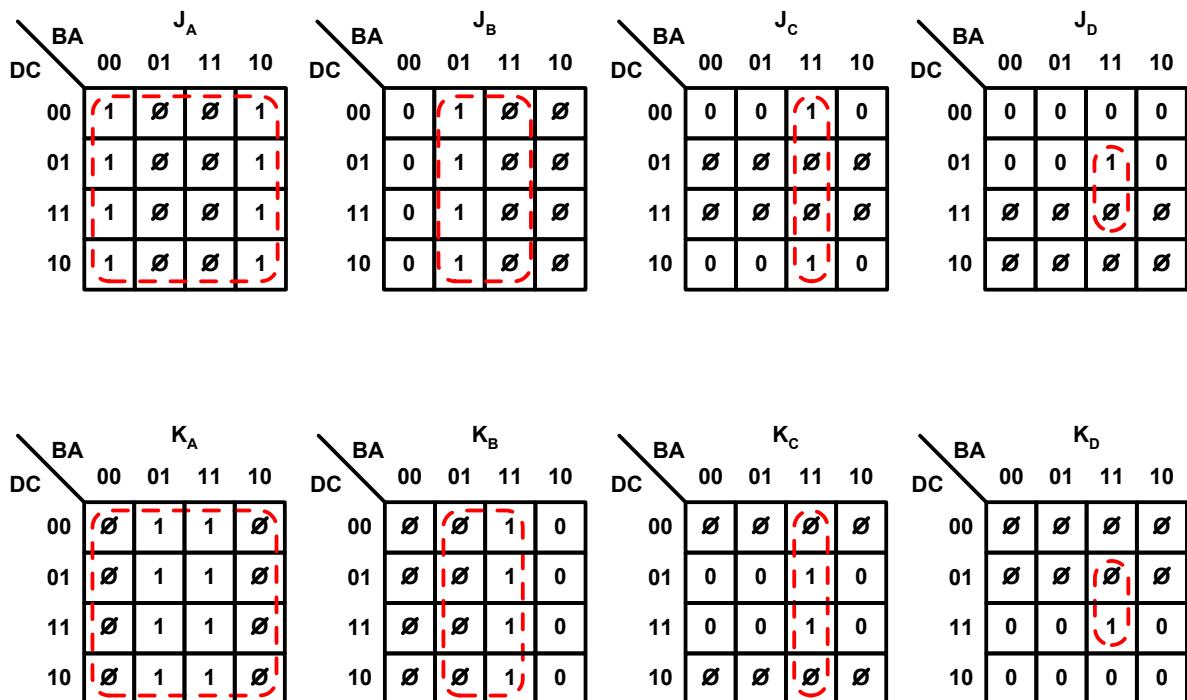 J_A J_B J_C J_D
BA BA BA BA
DC 00 01 11 10 DC 00 01 11 10 DC 00 01 11 10 DC 00 01 11 10
00 1 Ø Ø 1 00 0 1 Ø Ø 00 0 0 1 0 00 0 0 0 0
01 1 Ø Ø 1 01 0 1 Ø Ø 01 Ø Ø Ø Ø 01 0 0 1 0
11 1 Ø Ø 1 11 0 1 Ø Ø 11 Ø Ø Ø Ø 11 Ø Ø Ø Ø
10 1 Ø Ø 1 10 0 1 Ø Ø 10 0 0 1 0 10 Ø Ø Ø Ø
K_A K_B K_C K_D
BA BA BA BA
DC 00 01 11 10 DC 00 01 11 10 DC 00 01 11 10 DC 00 01 11 10
00 Ø 1 1 Ø 00 Ø Ø 1 0 00 Ø Ø Ø Ø 00 Ø Ø Ø Ø
01 Ø 1 1 Ø 01 Ø Ø 1 0 01 0 0 1 0 01 Ø Ø Ø Ø
11 Ø 1 1 Ø 11 Ø Ø 1 0 11 0 0 1 0 11 0 0 1 0
10 Ø 1 1 Ø 10 Ø Ø 1 0 10 Ø Ø Ø Ø 10 0 0 0 0